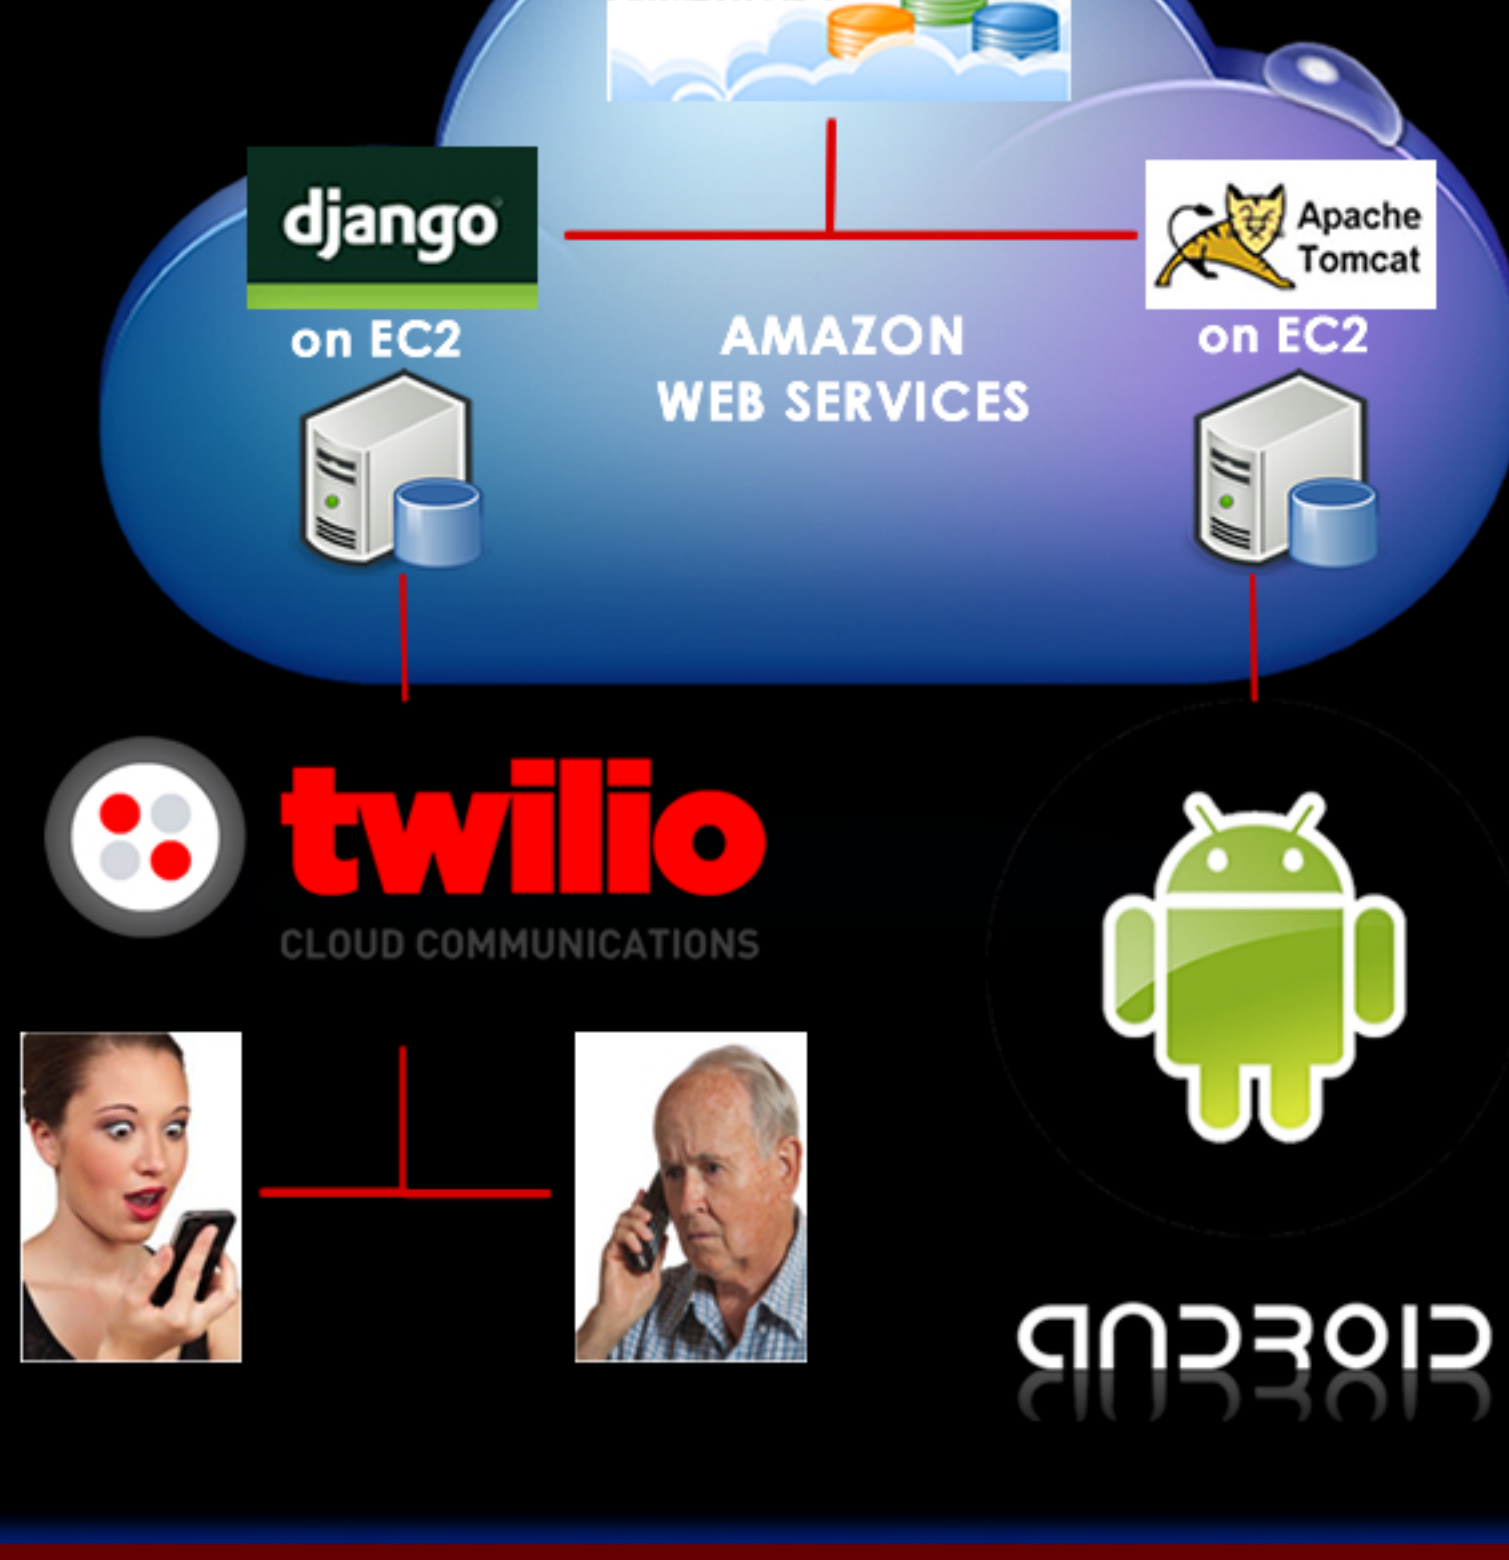 django
Apache
Tomcat
on EC2
on EC2
AMAZON
WEB SERVICES
twilio
CLOUD COMMUNICATIONS
ANDROID